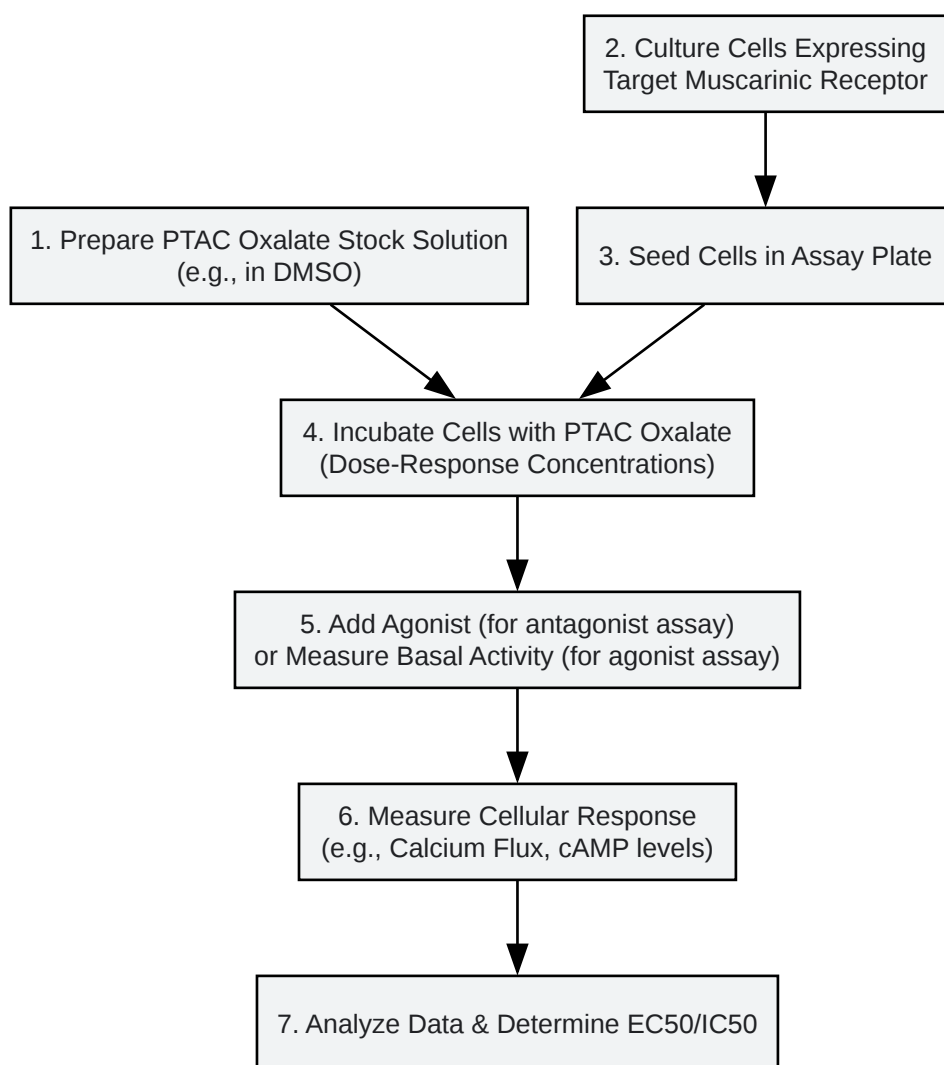 2. Culture Cells Expressing
Target Muscarinic Receptor
1. Prepare PTAC Oxalate Stock Solution
(e.g., in DMSO)
3. Seed Cells in Assay Plate
4. Incubate Cells with PTAC Oxalate
(Dose-Response Concentrations)
5. Add Agonist (for antagonist assay)
or Measure Basal Activity (for agonist assay)
6. Measure Cellular Response
(e.g., Calcium Flux, cAMP levels)
7. Analyze Data & Determine EC50/IC50